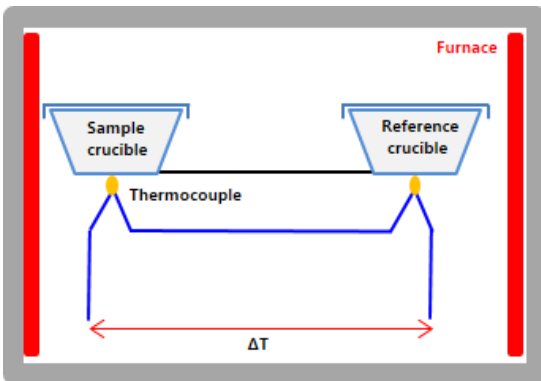 Furnace
Sample
crucible
Reference
crucible
Thermocouple
ΔT